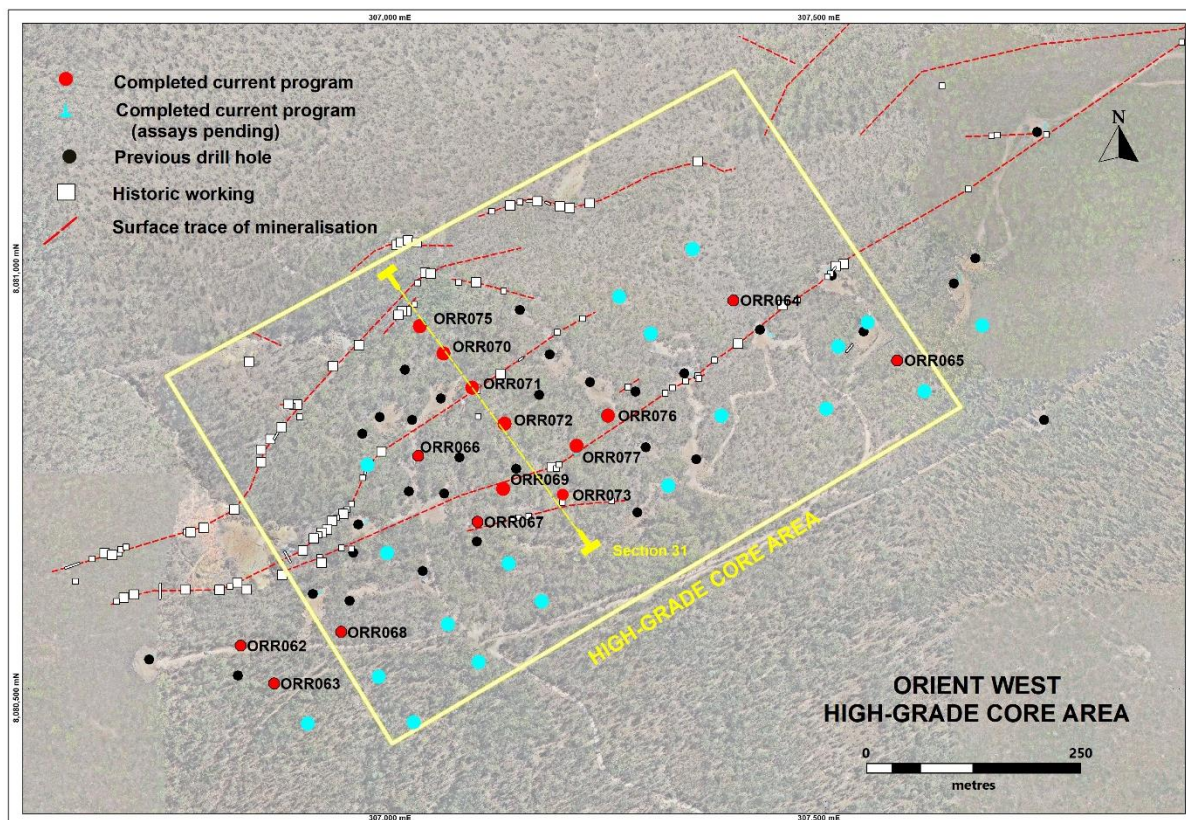 307,000 mE
307,500 mE
Completed current program
Completed current program
(assays pending)
Previous drill hole
Historic working
Surface trace of mineralisation
N
8,081,000 mN
ORR064
ORR075
ORR070
ORR065
ORR071
ORR076
ORR072
ORR066
ORR077
ORR069
ORR073
ORR067
Section 31
HIGH-GRADE CORE AREA
ORR068
ORR062
ORR063
8,080,500 mN
ORIENT WEST
HIGH-GRADE CORE AREA
0
250
metres
307,000 mE
307,500 mE